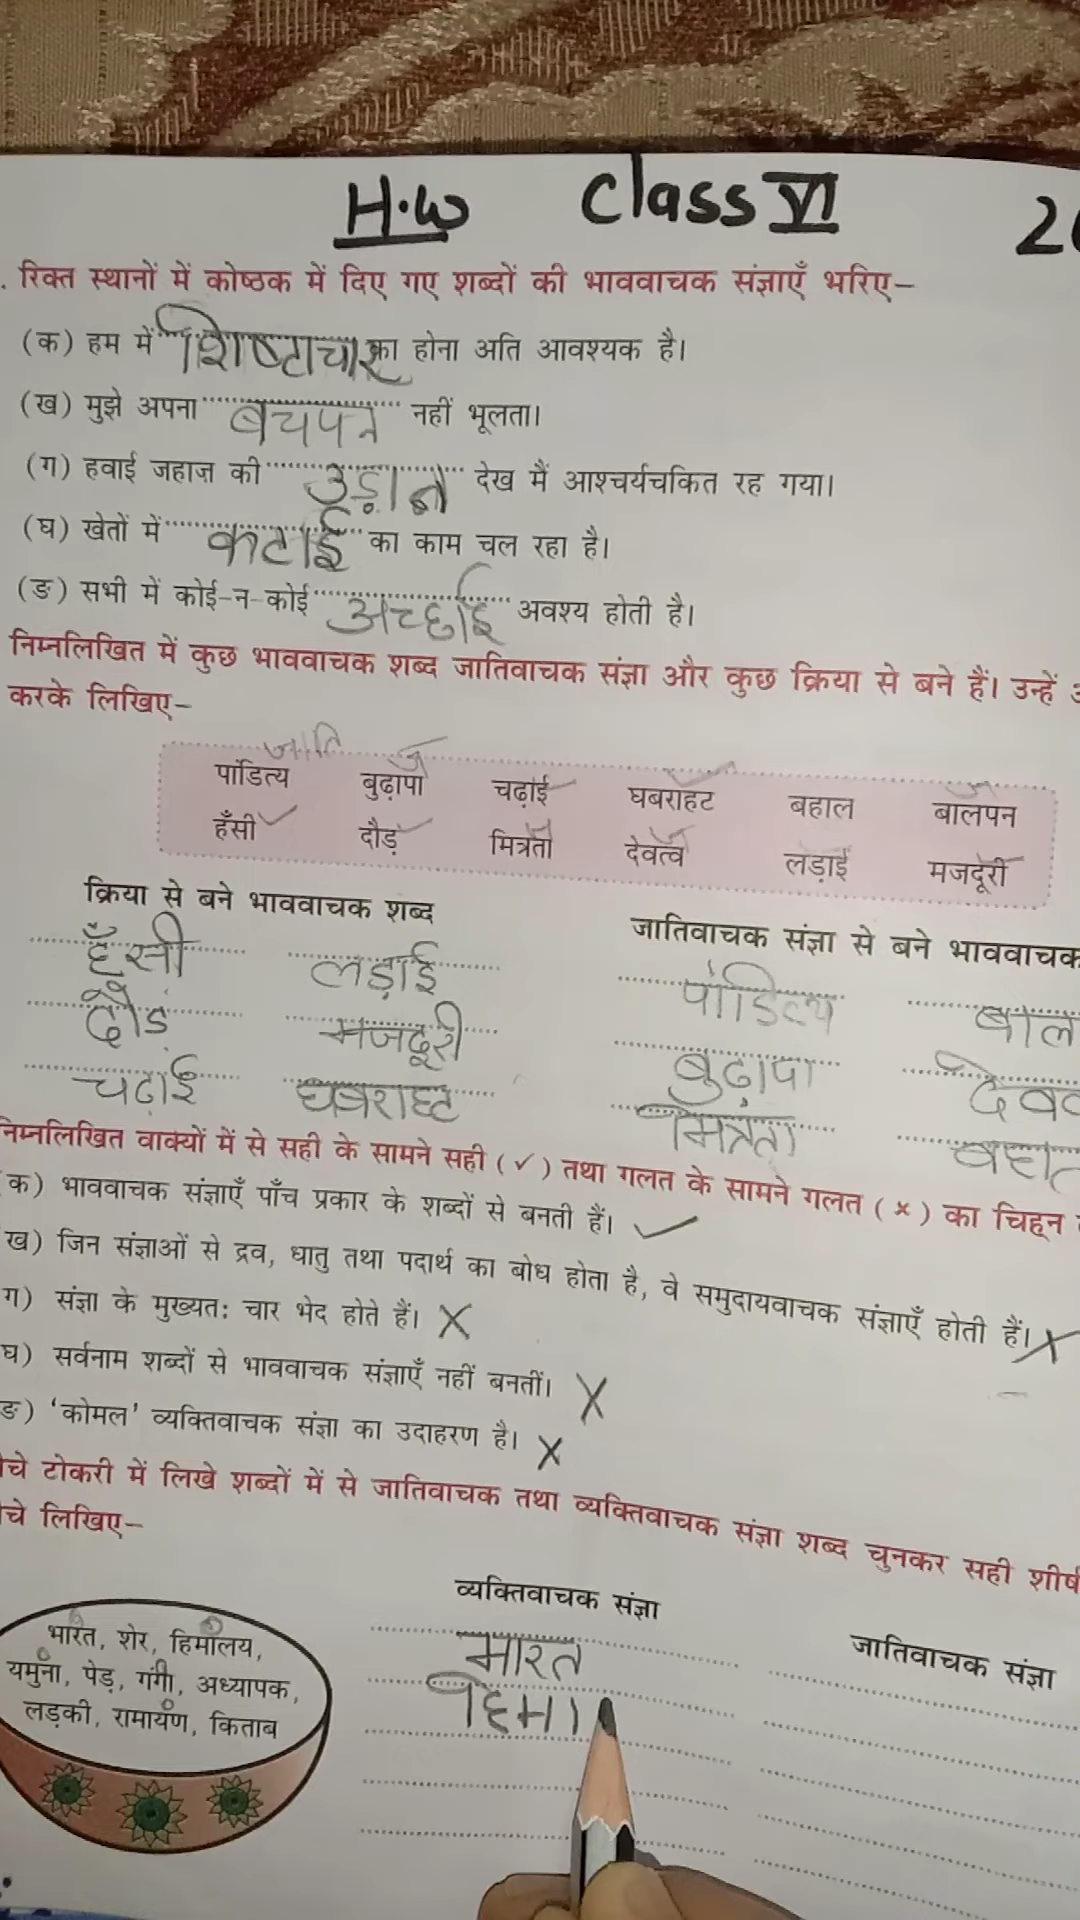 H.W Class VI 2
. रिक्त स्थानों में कोष्ठक में दिए गए शब्दों की भाववाचक संज्ञाएँ भरिए–
(क) हम में शिष्टाचार का होना अति आवश्यक है।
(ख) मुझे अपना बचपन नहीं भूलता।
(ग) हवाई जहाज़ की उड़ान देख मैं आश्चर्यचकित रह गया।
(घ) खेतों में कटाई का काम चल रहा है।
(ङ) सभी में कोई-न-कोई अच्छाई अवश्य होती है।
निम्नलिखित में कुछ भाववाचक शब्द जातिवाचक संज्ञा और कुछ क्रिया से बने हैं। उन्हें
करके लिखिए–
जाति
पांडित्य बुढ़ापा चढ़ाई घबराहट बहाल बालपन
हँसी दौड़ मित्रता देवत्व लड़ाई मजदूरी
क्रिया से बने भाववाचक शब्द जातिवाचक संज्ञा से बने भाववाचक
हँसी लड़ाई पांडित्य बाल
दौड़ मजदूरी बुढ़ापा देव
चढ़ाई घबराहट मित्रता बहा
निम्नलिखित वाक्यों में से सही के सामने सही (✓) तथा गलत के सामने गलत (×) का चिह्न
क) भाववाचक संज्ञाएँ पाँच प्रकार के शब्दों से बनती हैं। ✓
ख) जिन संज्ञाओं से द्रव, धातु तथा पदार्थ का बोध होता है, वे समुदायवाचक संज्ञाएँ होती हैं। ×
ग) संज्ञा के मुख्यतः चार भेद होते हैं। ×
घ) सर्वनाम शब्दों से भाववाचक संज्ञाएँ नहीं बनतीं। ×
ङ) ‘कोमल’ व्यक्तिवाचक संज्ञा का उदाहरण है। ×
चे टोकरी में लिखे शब्दों में से जातिवाचक तथा व्यक्तिवाचक संज्ञा शब्द चुनकर सही शीर्ष
चे लिखिए–
व्यक्तिवाचक संज्ञा जातिवाचक संज्ञा
भारत, शेर, हिमालय,
यमुना, पेड़, गंगा, अध्यापक,
लड़की, रामायण, किताब
भारत
हिमा